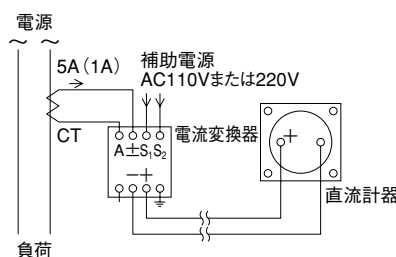 電源
～ ～
5A(1A)
補助電源
AC110Vまたは220V
CT
電流変換器
A±S₁S₂
−+
+
直流計器
負荷